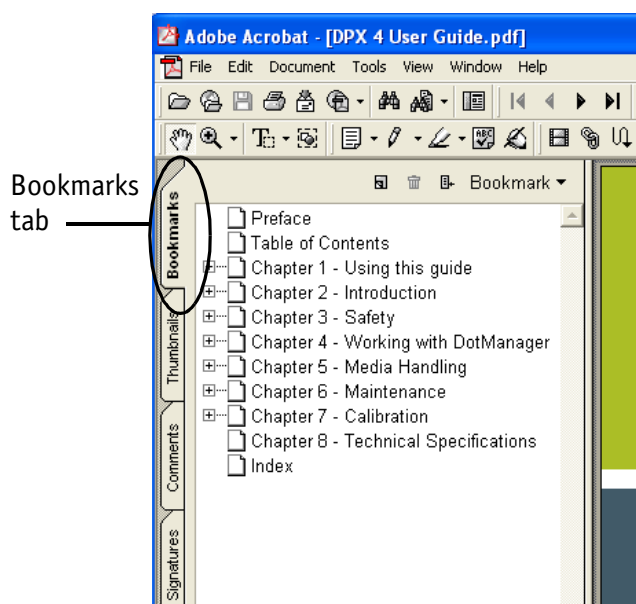 Adobe Acrobat - [DPX 4 User Guide.pdf]
File Edit Document Tools View Window Help
Bookmarks
tab
Bookmark
Bookmarks
Thumbnails
Comments
Signatures
Preface
Table of Contents
Chapter 1 - Using this guide
Chapter 2 - Introduction
Chapter 3 - Safety
Chapter 4 - Working with DotManager
Chapter 5 - Media Handling
Chapter 6 - Maintenance
Chapter 7 - Calibration
Chapter 8 - Technical Specifications
Index